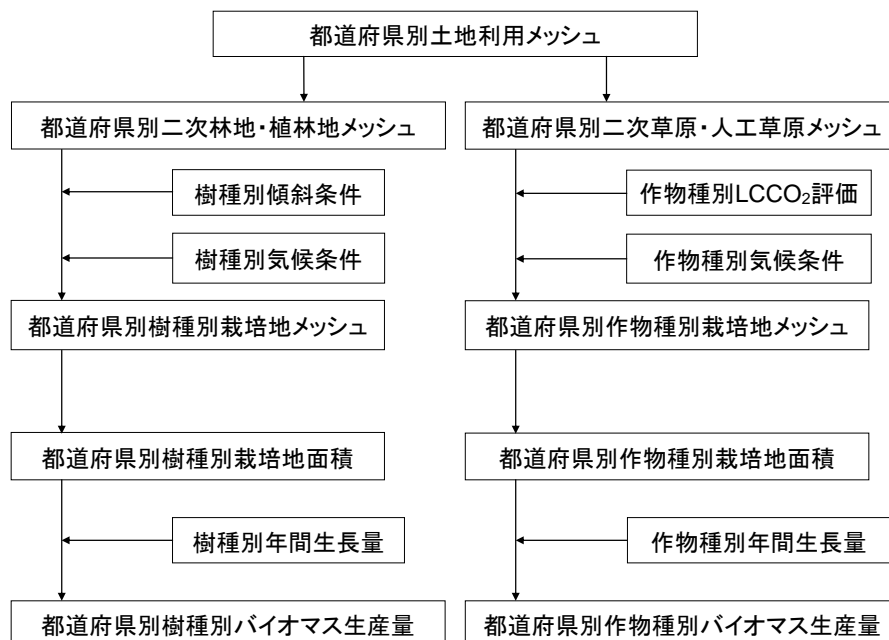 都道府県別土地利用メッシュ
都道府県別二次林地・植林地メッシュ
都道府県別二次草原・人工草原メッシュ
樹種別傾斜条件
作物種別LCCO₂評価
樹種別気候条件
作物種別気候条件
都道府県別樹種別栽培地メッシュ
都道府県別作物種別栽培地メッシュ
都道府県別樹種別栽培地面積
都道府県別作物種別栽培地面積
樹種別年間生長量
作物種別年間生長量
都道府県別樹種別バイオマス生産量
都道府県別作物種別バイオマス生産量